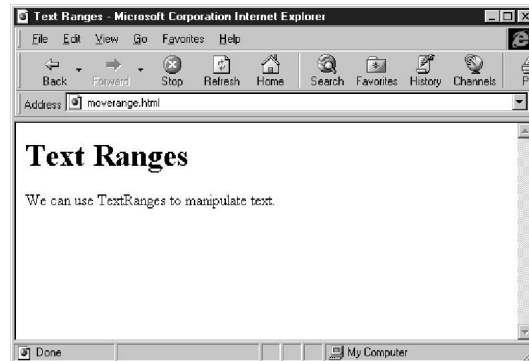 Text Ranges - Microsoft Corporation Internet Explorer
File Edit View Go Favorites Help
Back Forward Stop Refresh Home Search Favorites History Channels
Address moverange.html
Text Ranges
We can use TextRanges to manipulate text.
Done My Computer